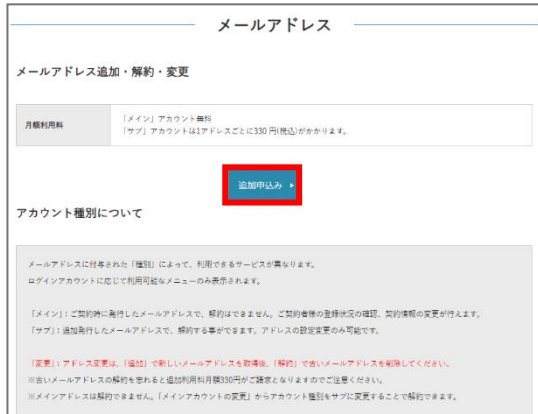 メールアドレス
メールアドレス追加・解約・変更
月額利用料
「メイン」アカウント無料
「サブ」アカウントは1アドレスごとに330 円(税込)がかかります。
追加申込み
アカウント種別について
メールアドレスに付与された「種別」によって、利用できるサービスが異なります。
ログインアカウントに応じて利用可能なメニューのみ表示されます。
「メイン」：ご契約時に発行したメールアドレスで、解約はできません。ご契約者様の登録状況の確認、契約情報の変更が行えます。
「サブ」：追加発行したメールアドレスで、解約する事ができます。アドレスの設定変更のみ可能です。
「変更」：アドレス変更は、「追加」で新しいメールアドレスを取得後、「解約」で古いメールアドレスを削除してください。
※古いメールアドレスの解約を忘れると追加利用料月額330円がご請求となりますのでご注意ください。
※メインアドレスは解約できません。「メインアカウントの変更」からアカウント種別をサブに変更することで解約できます。